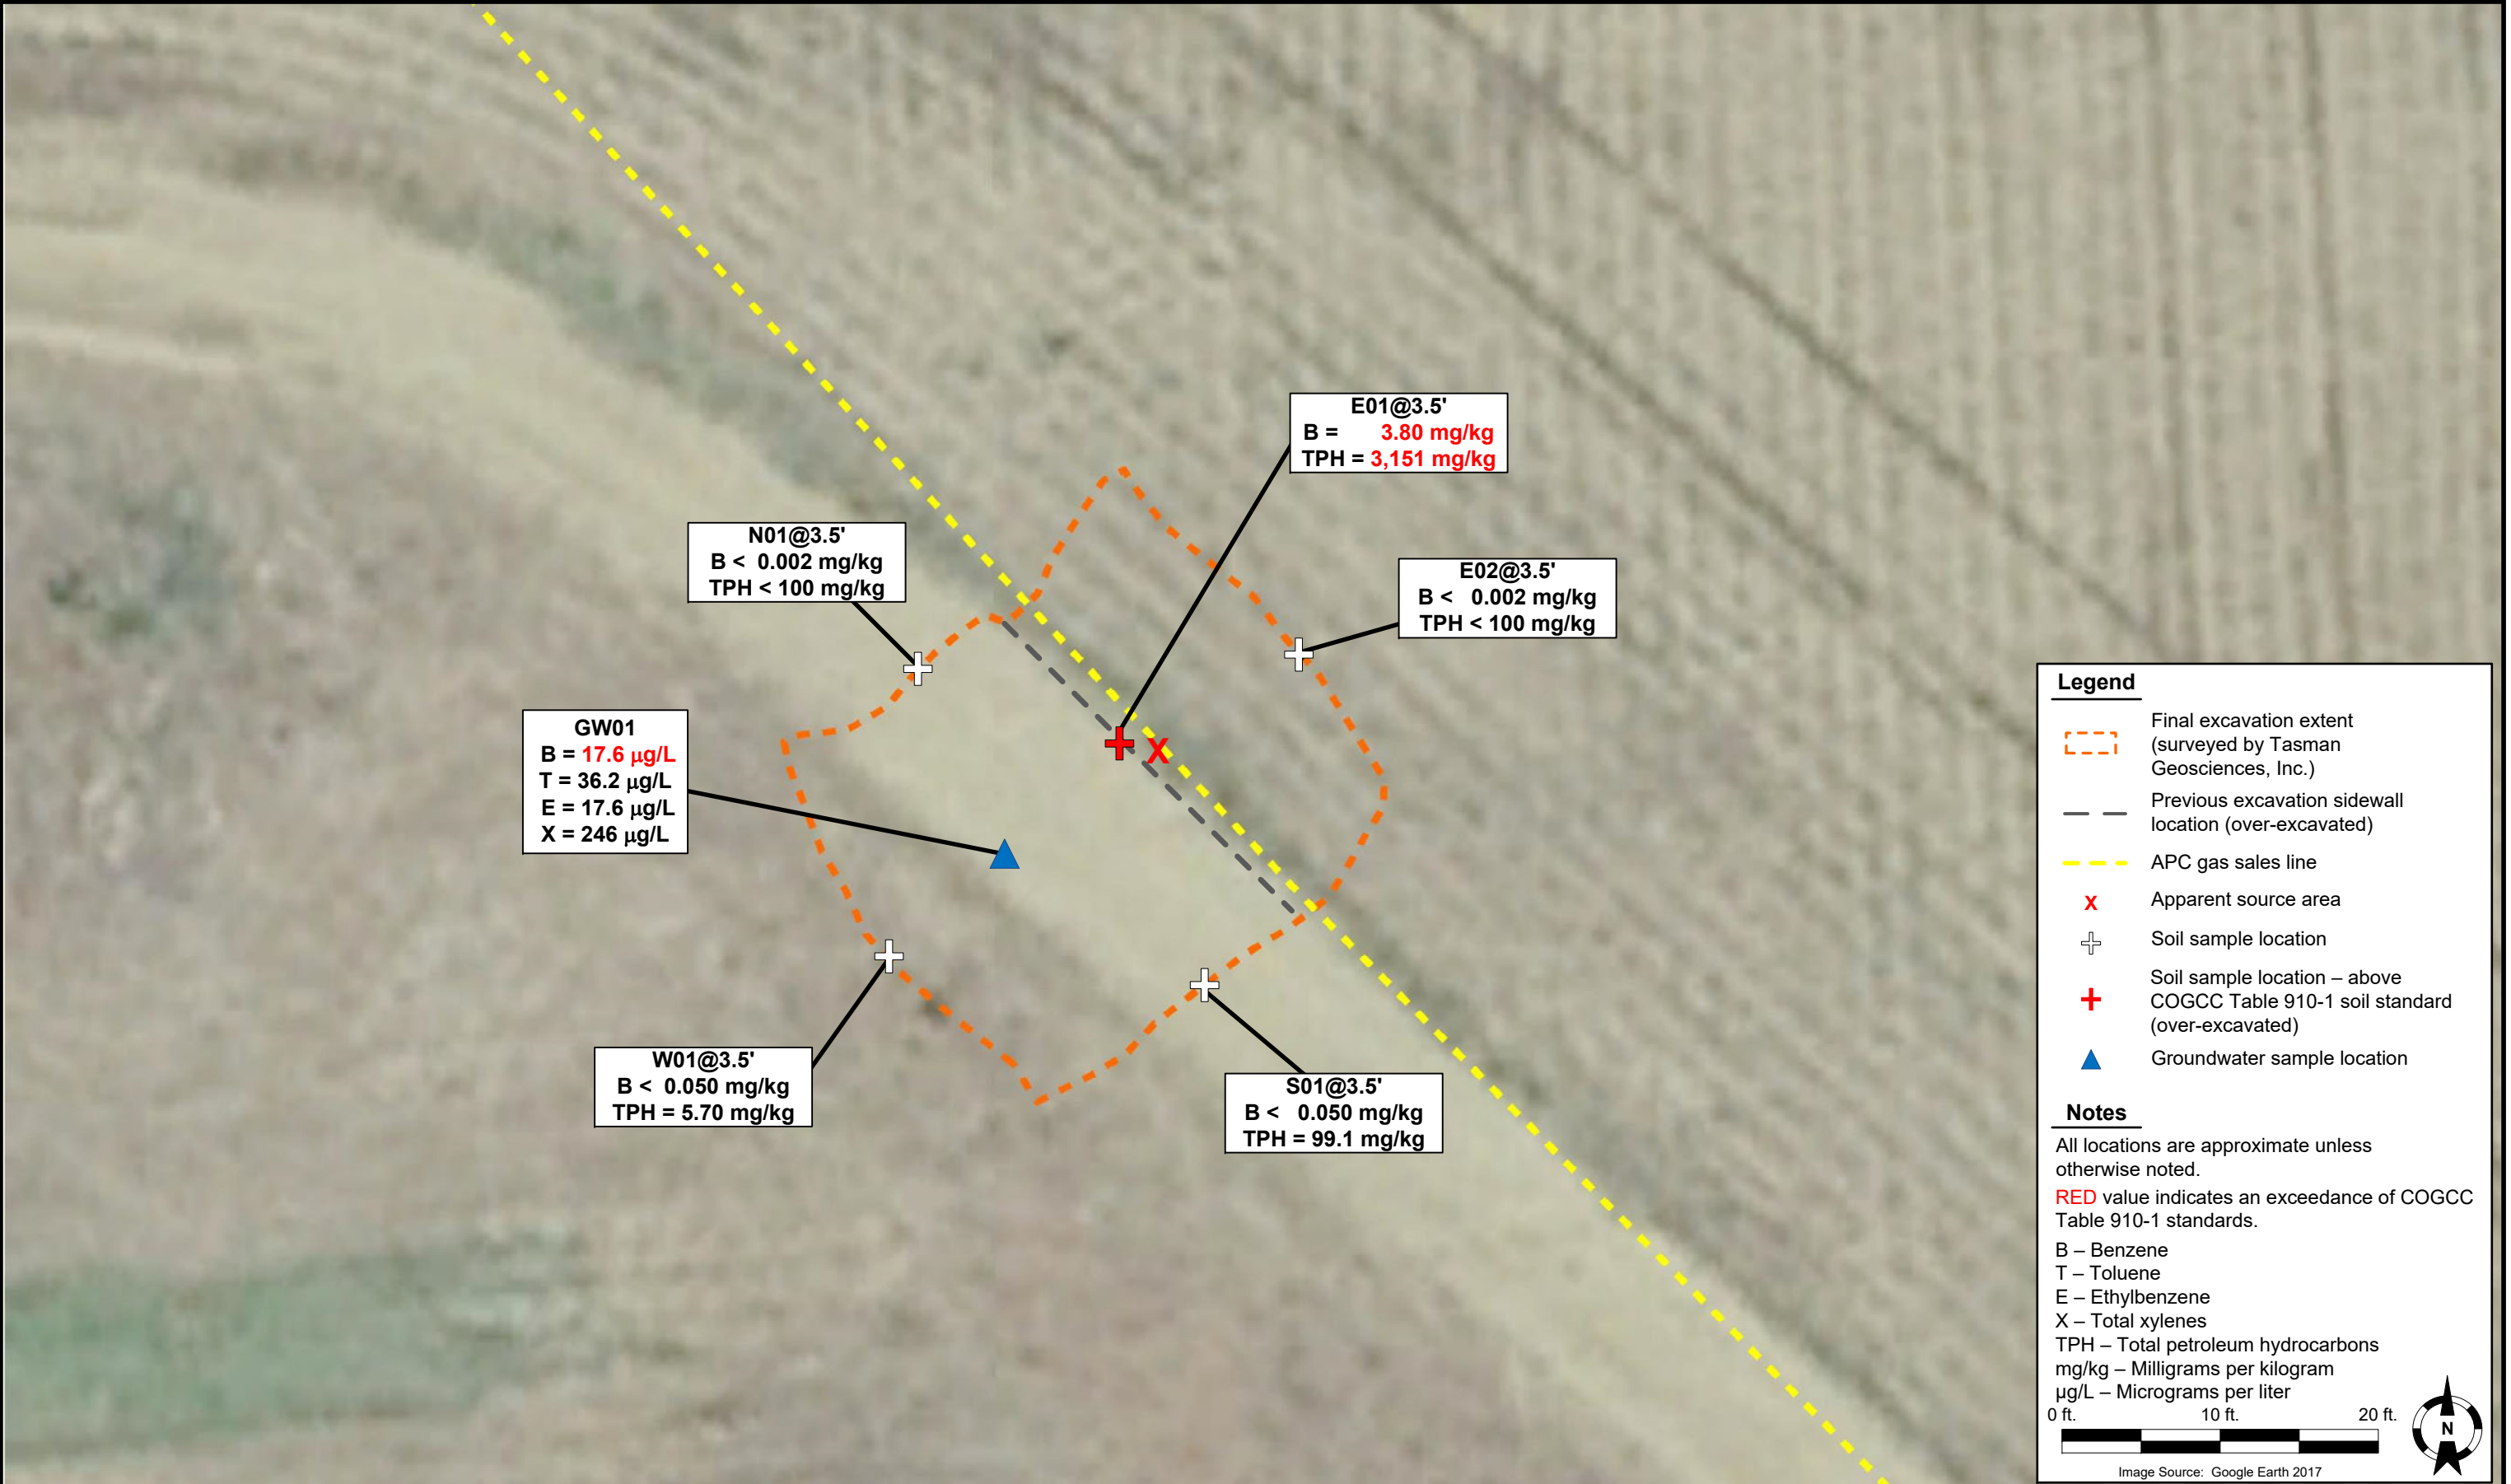 E01@3.5'
B = 3.80 mg/kg
TPH = 3,151 mg/kg
N01@3.5'
B < 0.002 mg/kg
TPH < 100 mg/kg
E02@3.5'
B < 0.002 mg/kg
TPH < 100 mg/kg
X
GW01
B = 17.6 µg/L
T = 36.2 µg/L
E = 17.6 µg/L
X = 246 µg/L
W01@3.5'
B < 0.050 mg/kg
TPH = 5.70 mg/kg
S01@3.5'
B < 0.050 mg/kg
TPH = 99.1 mg/kg
Legend
Final excavation extent
(surveyed by Tasman
Geosciences, Inc.)
Previous excavation sidewall
location (over-excavated)
APC gas sales line
X Apparent source area
Soil sample location
Soil sample location – above
COGCC Table 910-1 soil standard
(over-excavated)
Groundwater sample location
Notes
All locations are approximate unless
otherwise noted.
RED value indicates an exceedance of COGCC
Table 910-1 standards.
B – Benzene
T – Toluene
E – Ethylbenzene
X – Total xylenes
TPH – Total petroleum hydrocarbons
mg/kg – Milligrams per kilogram
µg/L – Micrograms per liter
0 ft. 10 ft. 20 ft.
N
Image Source: Google Earth 2017